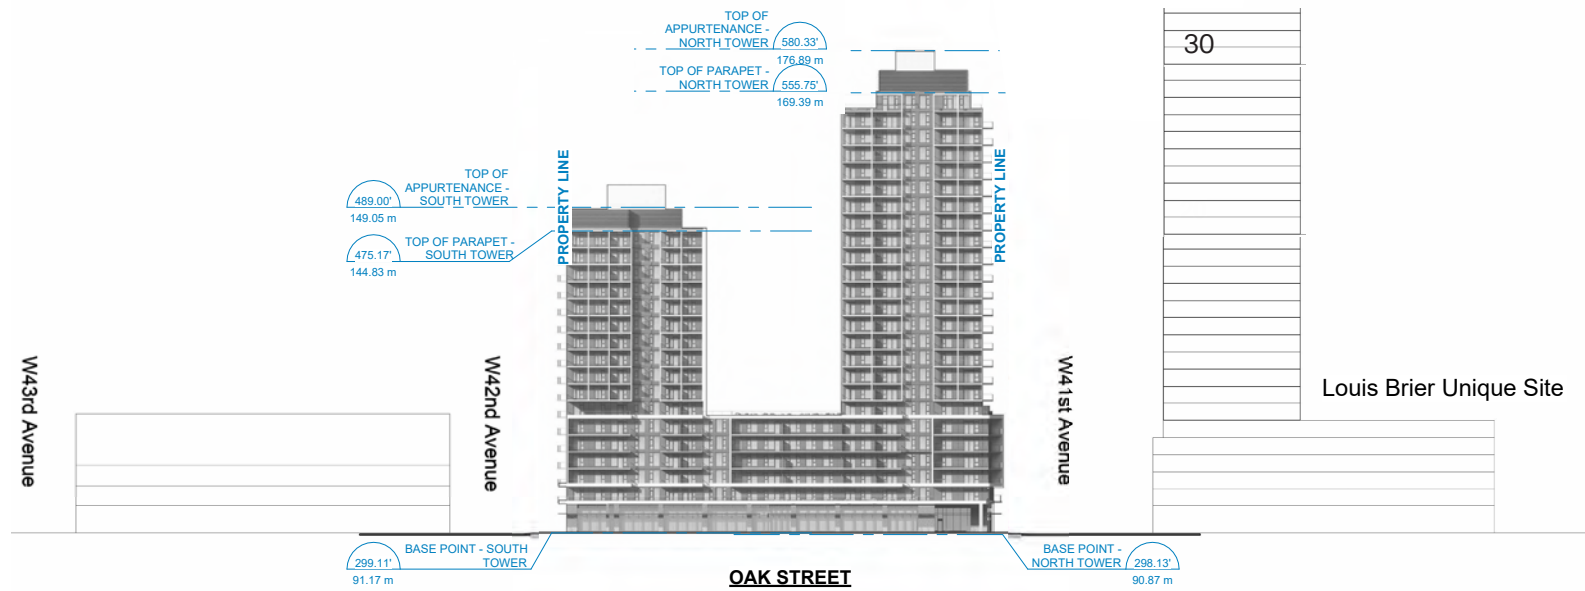 TOP OF
APPURTENANCE -
NORTH TOWER
580.33'
176.89 m
TOP OF PARAPET -
NORTH TOWER
555.75'
169.39 m
30
TOP OF
APPURTENANCE -
SOUTH TOWER
489.00'
149.05 m
TOP OF PARAPET -
SOUTH TOWER
475.17'
144.83 m
PROPERTY LINE
PROPERTY LINE
W43rd Avenue
W42nd Avenue
W41st Avenue
Louis Brier Unique Site
BASE POINT - SOUTH
TOWER
299.11'
91.17 m
BASE POINT -
NORTH TOWER
298.13'
90.87 m
OAK STREET